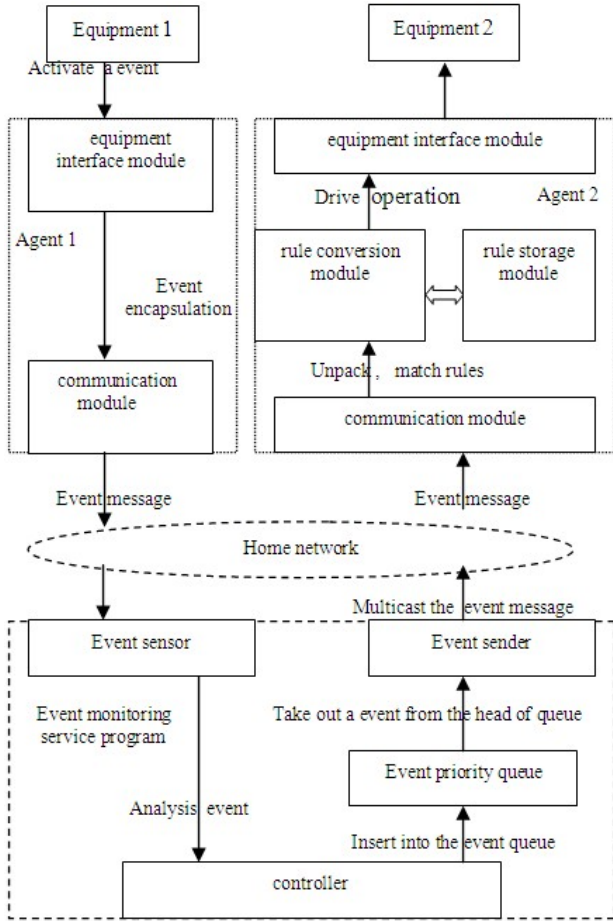 Equipment 1
Activate a event
equipment
interface module
Agent 1
Event
encapsulation
communication
module
Event message
Equipment 2
equipment interface module
Drive operation
Agent 2
rule conversion
module
rule storage
module
Unpack , match rules
communication module
Event message
Home network
Multicast the event message
Event sensor
Event sender
Event monitoring
service program
Take out a event from the head of queue
Event priority queue
Analysis event
Insert into the event queue
controller